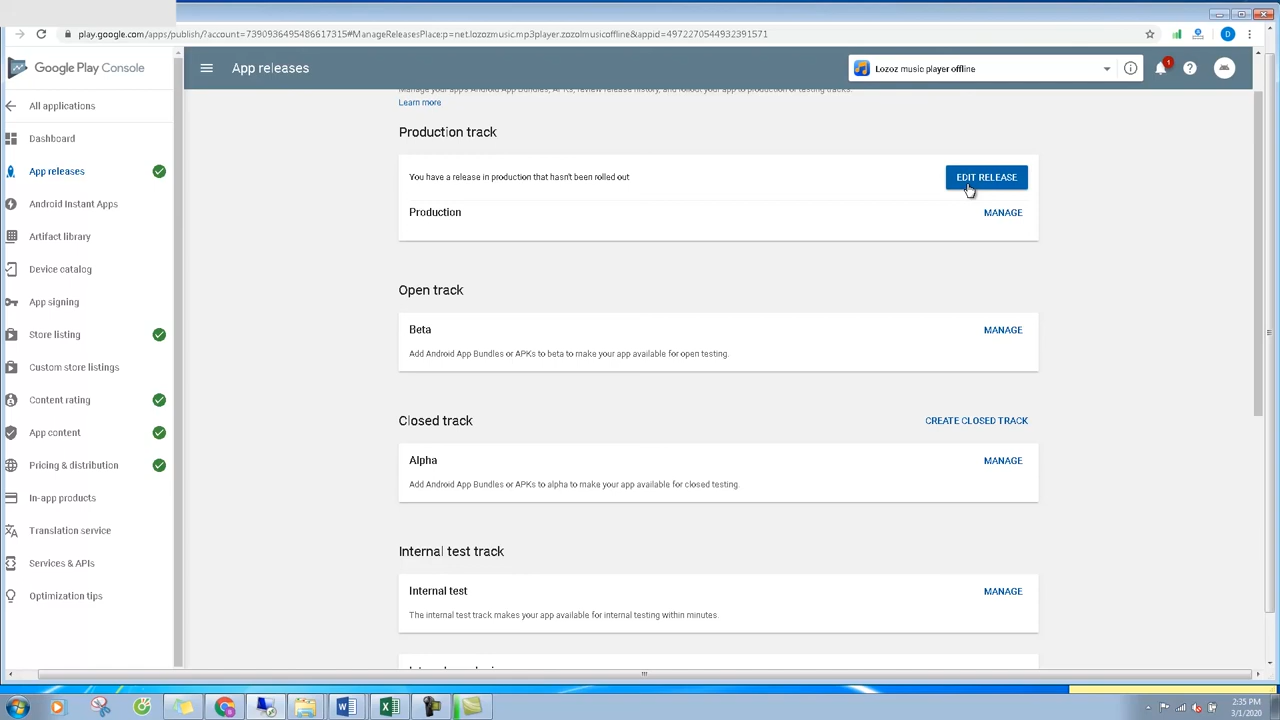 play.google.com/apps/publish/?account=7390936495486617315#ManageReleasesPlace:p=net.lozozmusic.mp3player.zozolmusicoffline&appid=4972270544932391571
D
Google Play Console
App releases
Lozoz music player offline
1
All applications
Dashboard
App releases
Android Instant Apps
Artifact library
Device catalog
App signing
Store listing
Custom store listings
Content rating
App content
Pricing & distribution
In-app products
Translation service
Services & APIs
Optimization tips
Manage your app's Android App Bundles, APKs, review release history, and rollout your app to production or testing tracks.
Learn more
Production track
You have a release in production that hasn't been rolled out
EDIT RELEASE
Production
MANAGE
Open track
Beta
MANAGE
Add Android App Bundles or APKs to beta to make your app available for open testing.
Closed track
CREATE CLOSED TRACK
Alpha
MANAGE
Add Android App Bundles or APKs to alpha to make your app available for closed testing.
Internal test track
Internal test
MANAGE
The internal test track makes your app available for internal testing within minutes.
2:35 PM
3/1/2020